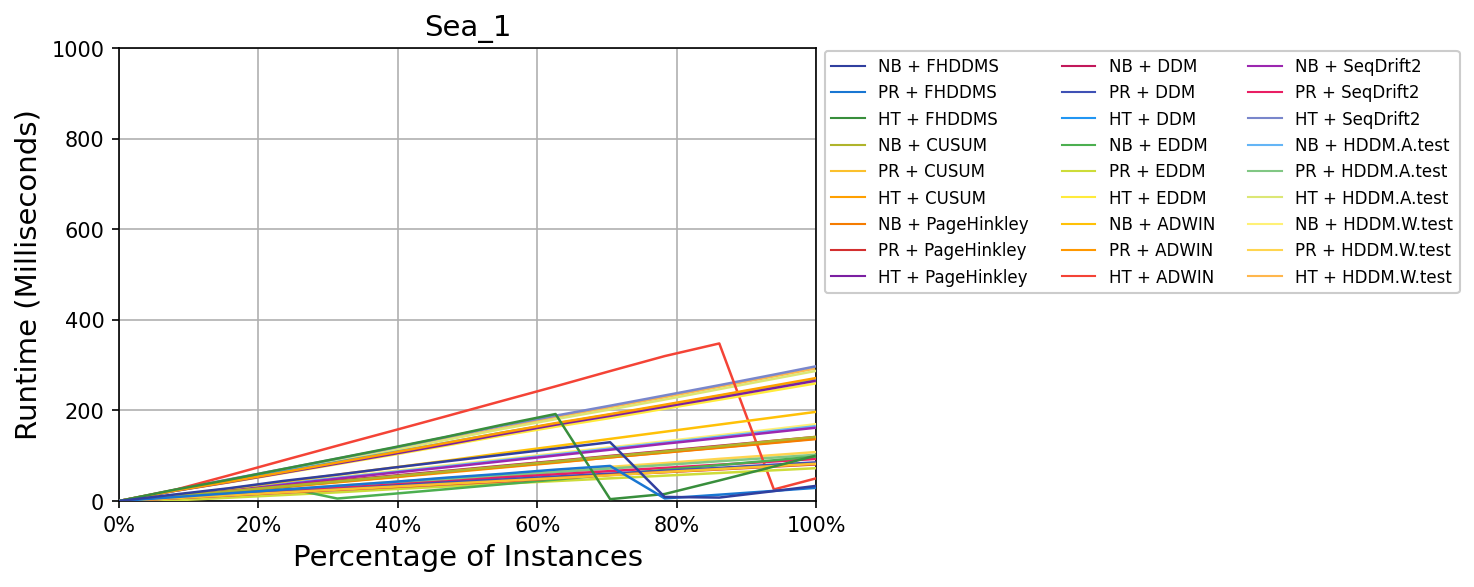 Sea_1
Runtime (Milliseconds)
1000
800
600
400
200
0
0% 20% 40% 60% 80% 100%
Percentage of Instances
NB + FHDDMS
PR + FHDDMS
HT + FHDDMS
NB + CUSUM
PR + CUSUM
HT + CUSUM
NB + PageHinkley
PR + PageHinkley
HT + PageHinkley
NB + DDM
PR + DDM
HT + DDM
NB + EDDM
PR + EDDM
HT + EDDM
NB + ADWIN
PR + ADWIN
HT + ADWIN
NB + SeqDrift2
PR + SeqDrift2
HT + SeqDrift2
NB + HDDM.A.test
PR + HDDM.A.test
HT + HDDM.A.test
NB + HDDM.W.test
PR + HDDM.W.test
HT + HDDM.W.test